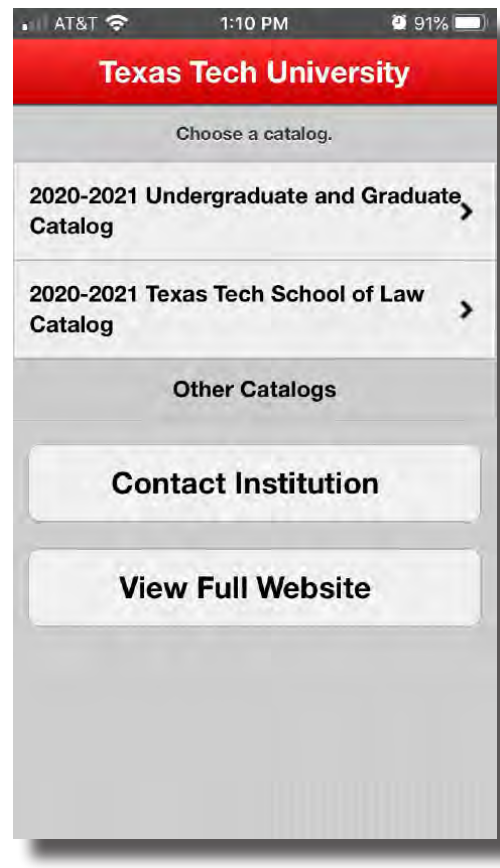 AT&T 1:10 PM 91%
Texas Tech University
Choose a catalog.
2020-2021 Undergraduate and Graduate
Catalog
2020-2021 Texas Tech School of Law
Catalog
Other Catalogs
Contact Institution
View Full Website